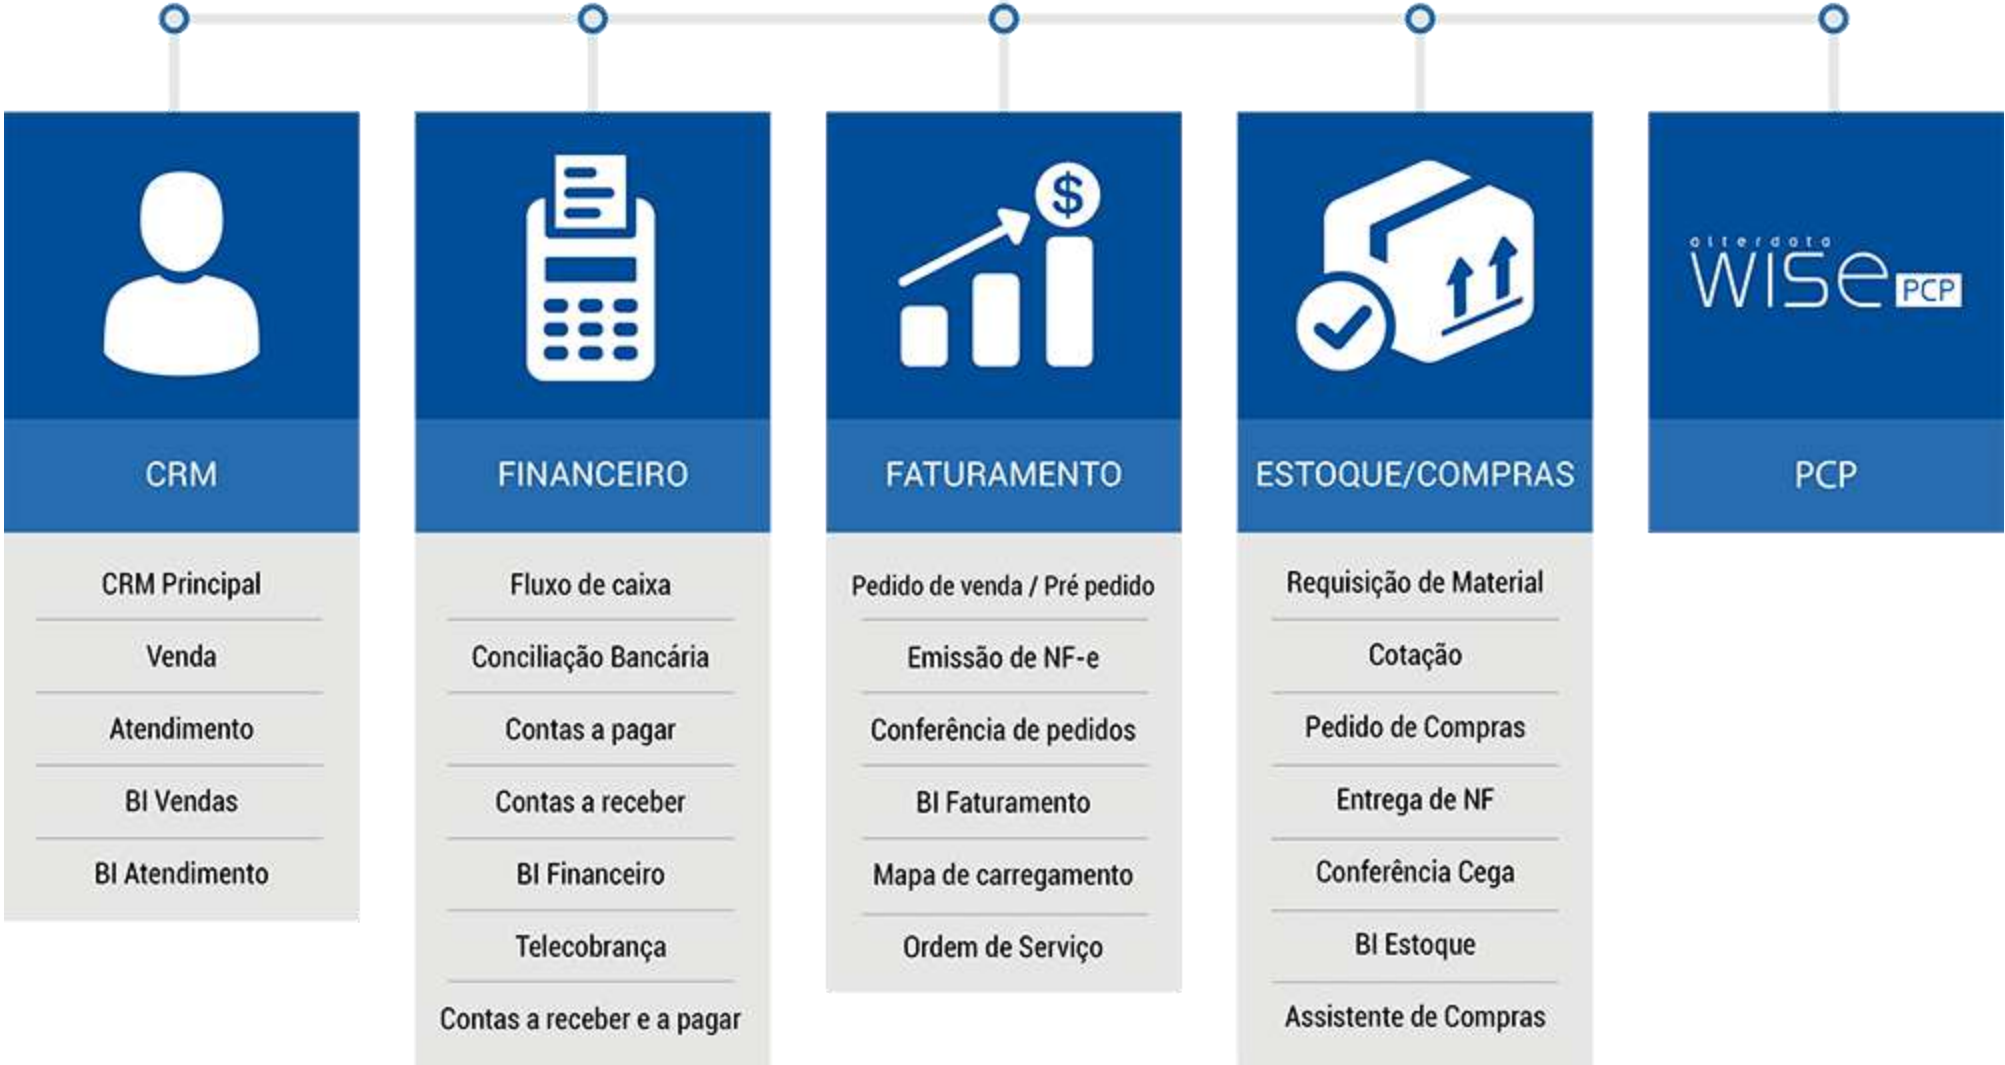 $
alterdata
wise PCP
CRM
CRM Principal
Venda
Atendimento
BI Vendas
BI Atendimento
FINANCEIRO
Fluxo de caixa
Conciliação Bancária
Contas a pagar
Contas a receber
BI Financeiro
Telecobrança
Contas a receber e a pagar
FATURAMENTO
Pedido de venda / Pré pedido
Emissão de NF-e
Conferência de pedidos
BI Faturamento
Mapa de carregamento
Ordem de Serviço
ESTOQUE/COMPRAS
Requisição de Material
Cotação
Pedido de Compras
Entrega de NF
Conferência Cega
BI Estoque
Assistente de Compras
PCP